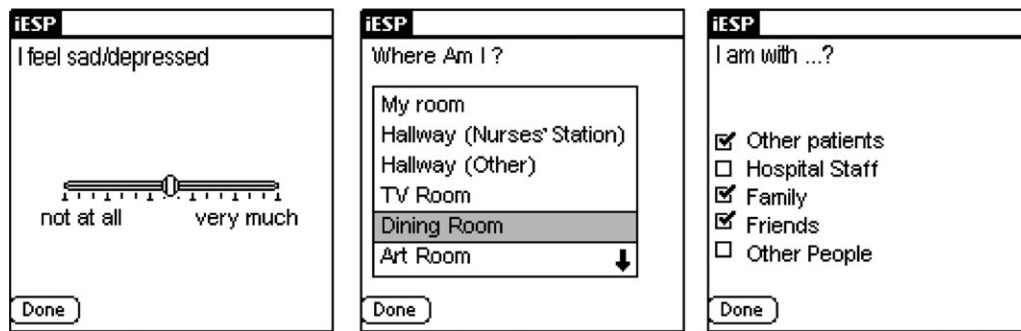 iESP
I feel sad/depressed
not at all very much
Done
iESP
Where Am I?
My room
Hallway (Nurses' Station)
Hallway (Other)
TV Room
Dining Room
Art Room
Done
iESP
I am with ...?
Other patients
Hospital Staff
Family
Friends
Other People
Done